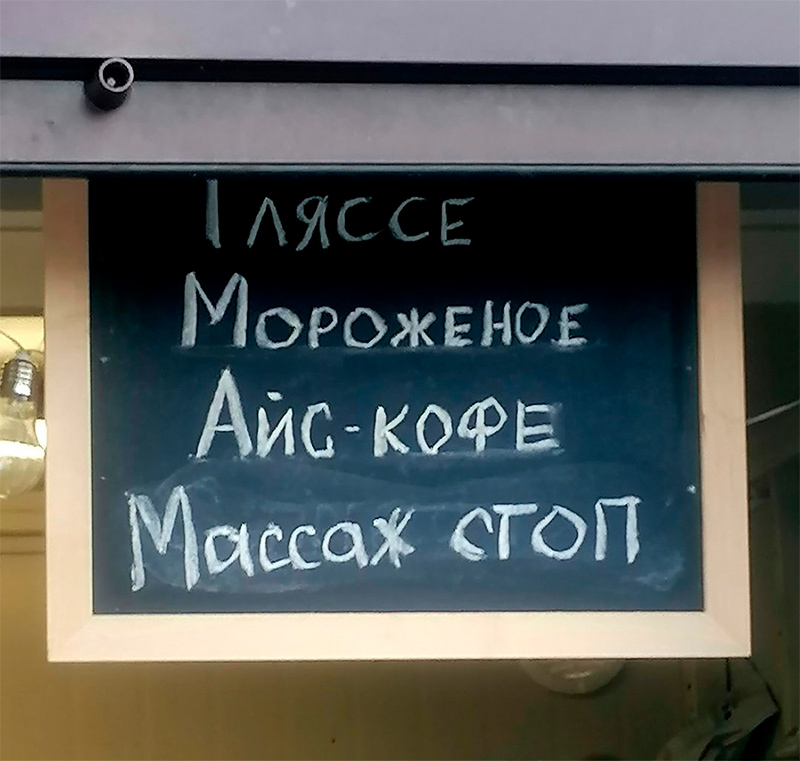 Гляссе
Мороженое
Айс-кофе
Массаж стоп